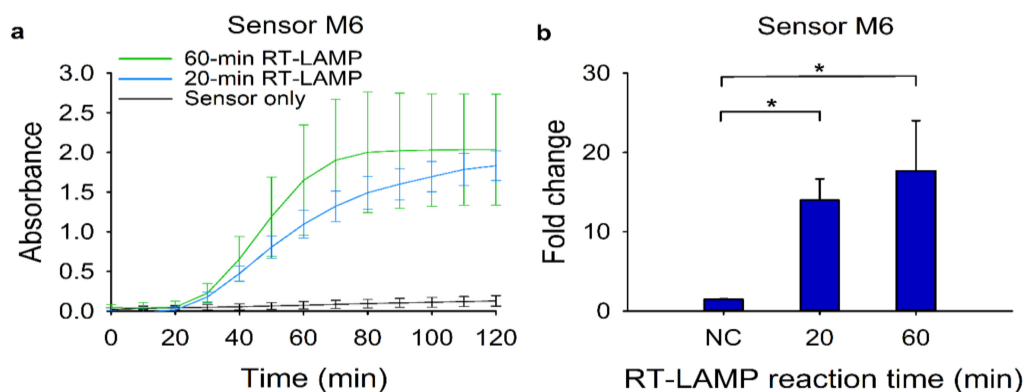 a
Sensor M6
60-min RT-LAMP
20-min RT-LAMP
Sensor only
Absorbance
3.0
2.5
2.0
1.5
1.0
0.5
0.0
0 20 40 60 80 100 120
Time (min)
b
Sensor M6
Fold change
30
20
10
0
*
*
NC 20 60
RT-LAMP reaction time (min)